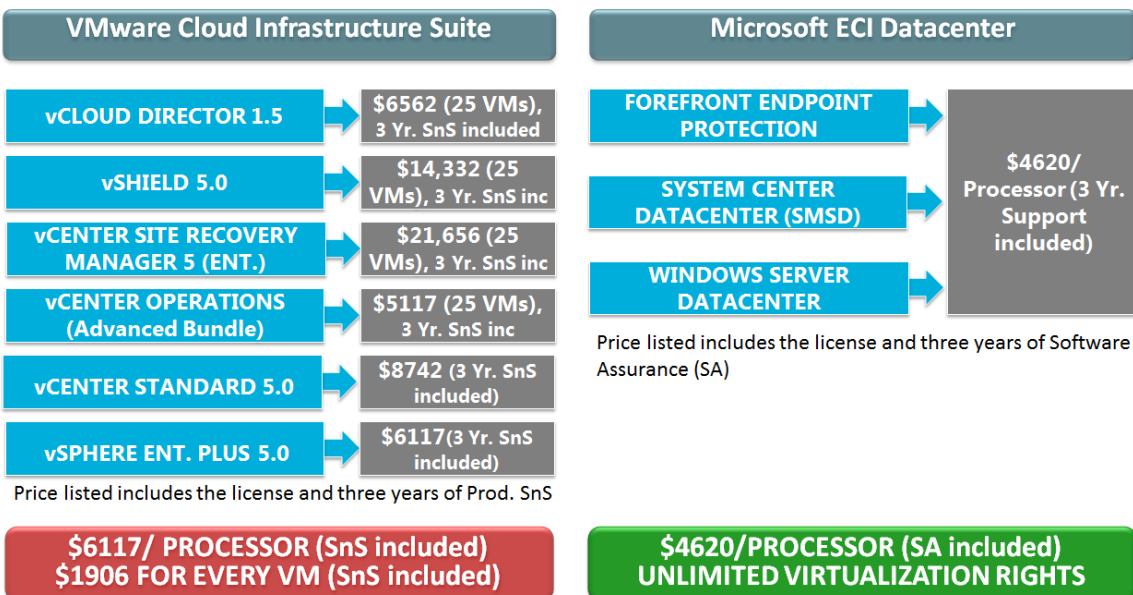 VMware Cloud Infrastructure Suite
vCLOUD DIRECTOR 1.5
$6562 (25 VMs),
3 Yr. SnS included
vSHIELD 5.0
$14,332 (25
VMs), 3 Yr. SnS inc
vCENTER SITE RECOVERY
MANAGER 5 (ENT.)
$21,656 (25
VMs), 3 Yr. SnS inc
vCENTER OPERATIONS
(Advanced Bundle)
$5117 (25 VMs),
3 Yr. SnS inc
vCENTER STANDARD 5.0
$8742 (3 Yr. SnS
included)
vSPHERE ENT. PLUS 5.0
$6117(3 Yr. SnS
included)
Price listed includes the license and three years of Prod. SnS
$6117/ PROCESSOR (SnS included)
$1906 FOR EVERY VM (SnS included)
Microsoft ECI Datacenter
FOREFRONT ENDPOINT
PROTECTION
SYSTEM CENTER
DATACENTER (SMSD)
WINDOWS SERVER
DATACENTER
$4620/
Processor (3 Yr.
Support
included)
Price listed includes the license and three years of Software
Assurance (SA)
$4620/PROCESSOR (SA included)
UNLIMITED VIRTUALIZATION RIGHTS